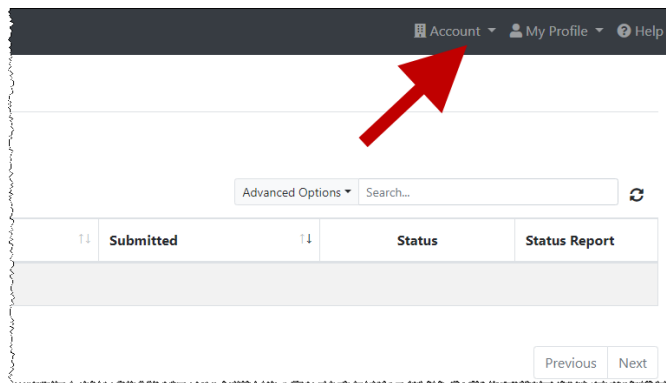 Account My Profile Help
Advanced Options Search...
Submitted Status Status Report
Previous Next